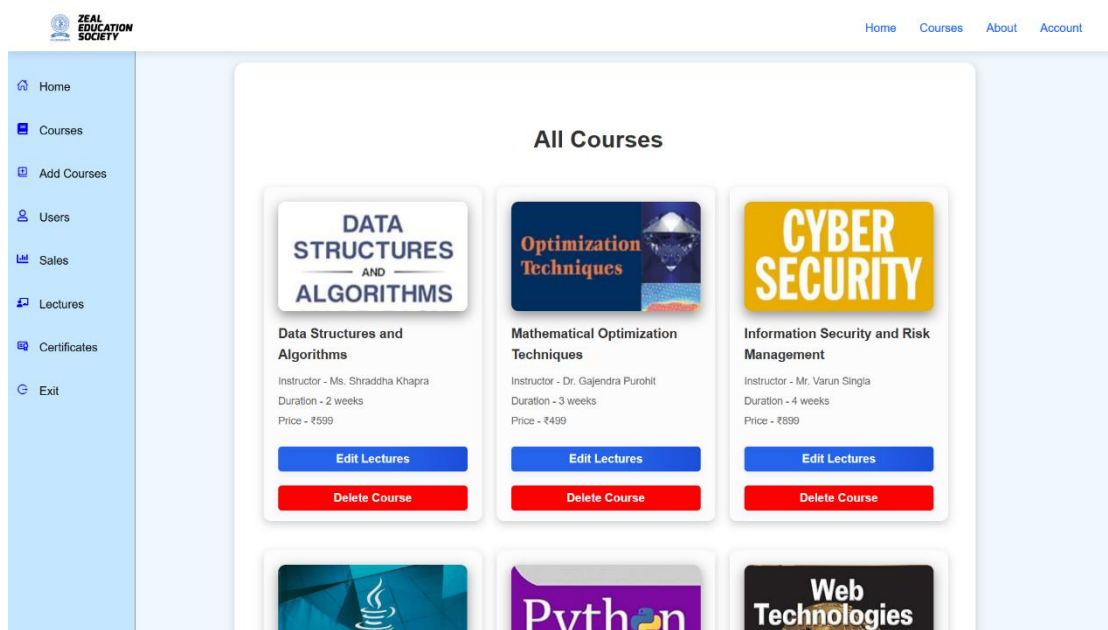 ZEAL
EDUCATION
SOCIETY
Home Courses About Account
Home
Courses
Add Courses
Users
Sales
Lectures
Certificates
Exit
All Courses
DATA
STRUCTURES
AND
ALGORITHMS
Data Structures and
Algorithms
Instructor - Ms. Shraddha Khapra
Duration - 2 weeks
Price - ₹599
Edit Lectures
Delete Course
Optimization
Techniques
Mathematical Optimization
Techniques
Instructor - Dr. Gajendra Purohit
Duration - 3 weeks
Price - ₹499
Edit Lectures
Delete Course
CYBER
SECURITY
Information Security and Risk
Management
Instructor - Mr. Varun Singla
Duration - 4 weeks
Price - ₹899
Edit Lectures
Delete Course
Python
Web
Technologies